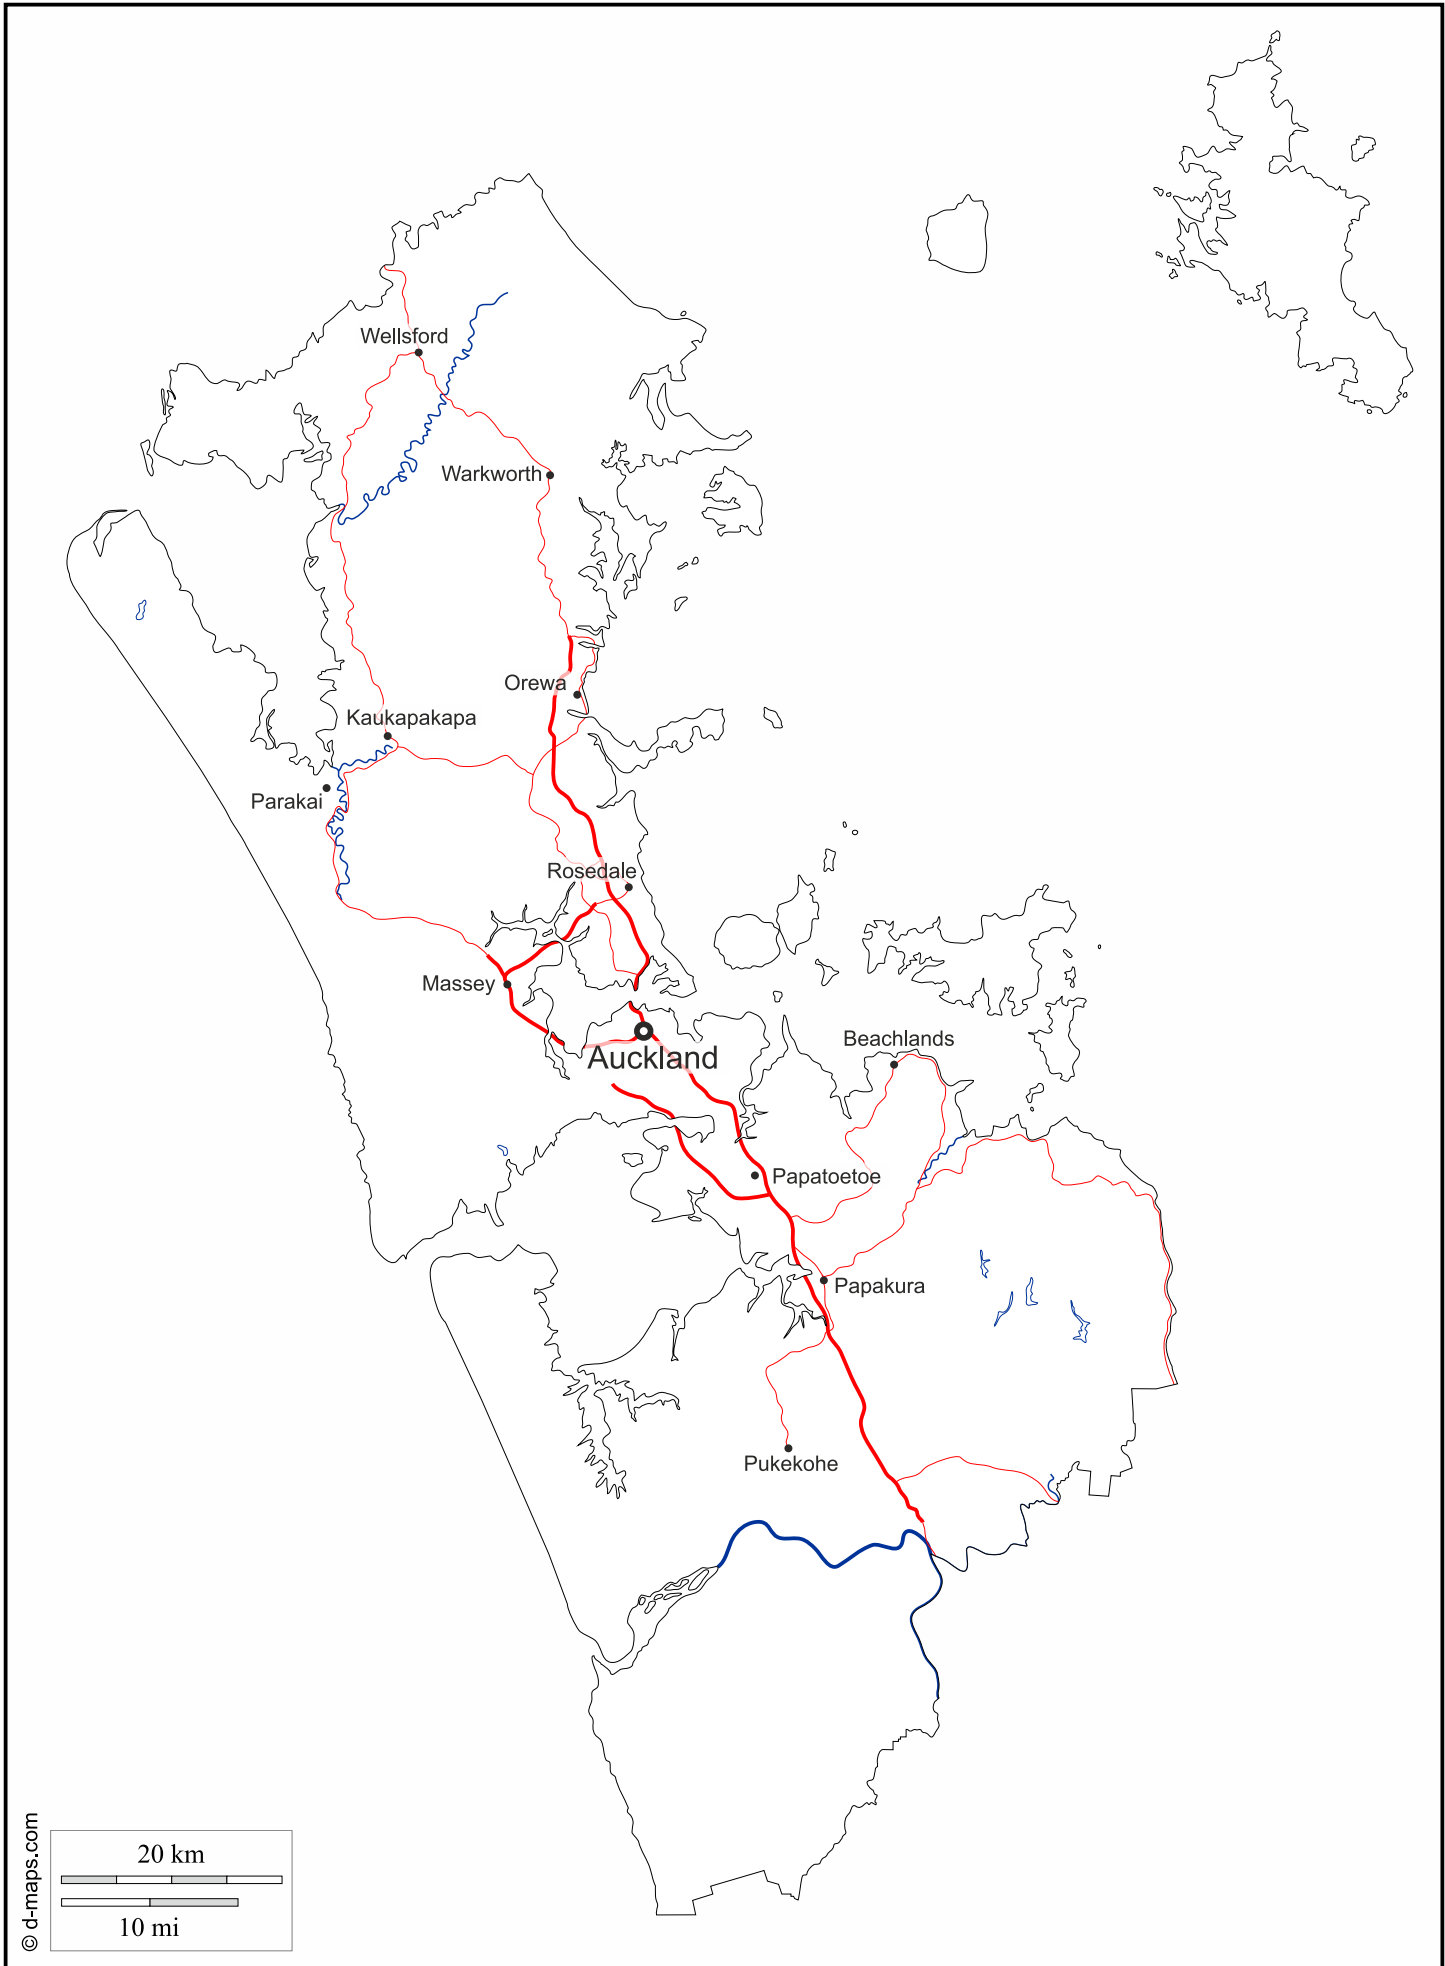 Wellsford
Warkworth
Orewa
Kaukapakapa
Parakai
Rosedale
Massey
Auckland
Beachlands
Papatoetoe
Papakura
Pukekohe
20 km
10 mi
© d-maps.com